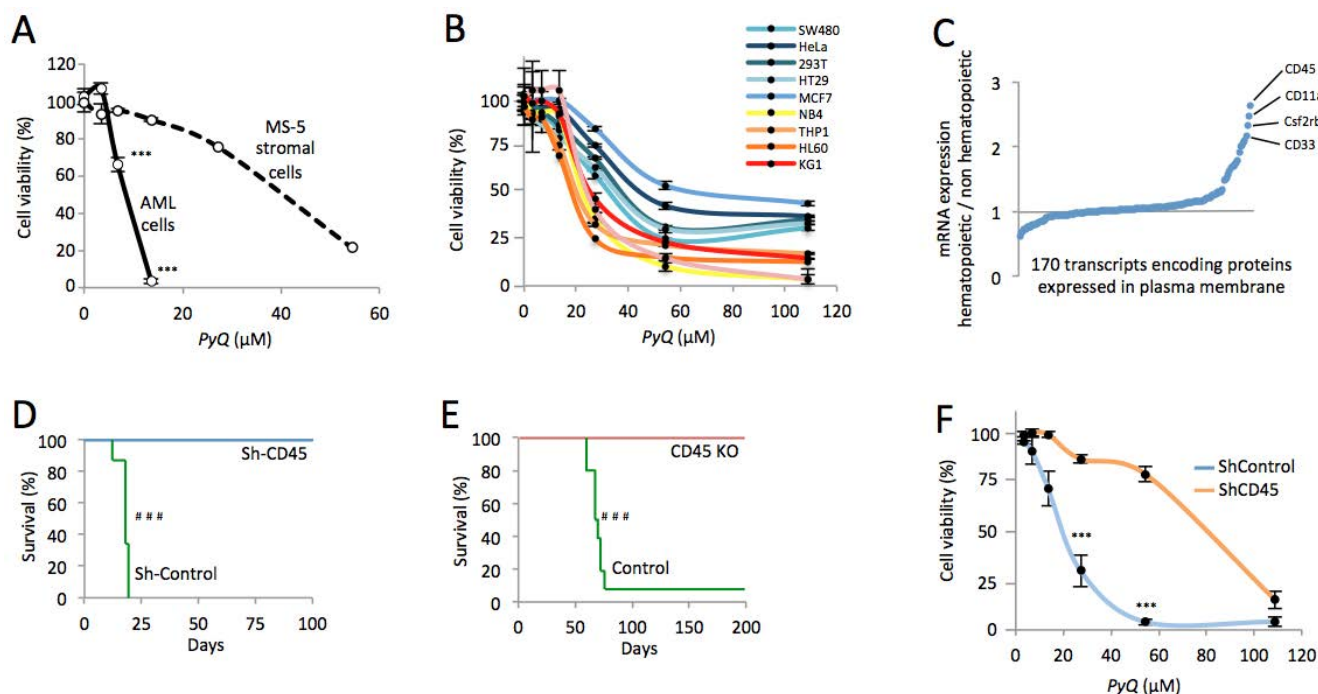 A
120
100
80
60
40
20
0
Cell viability (%)
***
***
MS-5
stromal
cells
AML
cells
0
20
40
60
PyQ (µM)
B
100
75
50
25
0
Cell viability (%)
SW480
HeLa
293T
HT29
MCF7
NB4
THP1
HL60
KG1
0
20
40
60
80
100
120
PyQ (µM)
C
3
2
1
0
mRNA expression
hematopoietic / non hematopoietic
CD45
CD11a
Csf2rb
CD33
170 transcripts encoding proteins
expressed in plasma membrane
D
100
80
60
40
20
0
Survival (%)
Sh-CD45
# # #
Sh-Control
0
25
50
75
100
Days
E
100
80
60
40
20
0
Survival (%)
CD45 KO
# # #
Control
0
50
100
150
200
Days
F
100
75
50
25
0
Cell viability (%)
ShControl
ShCD45
***
***
0
20
40
60
80
100
120
PyQ (µM)